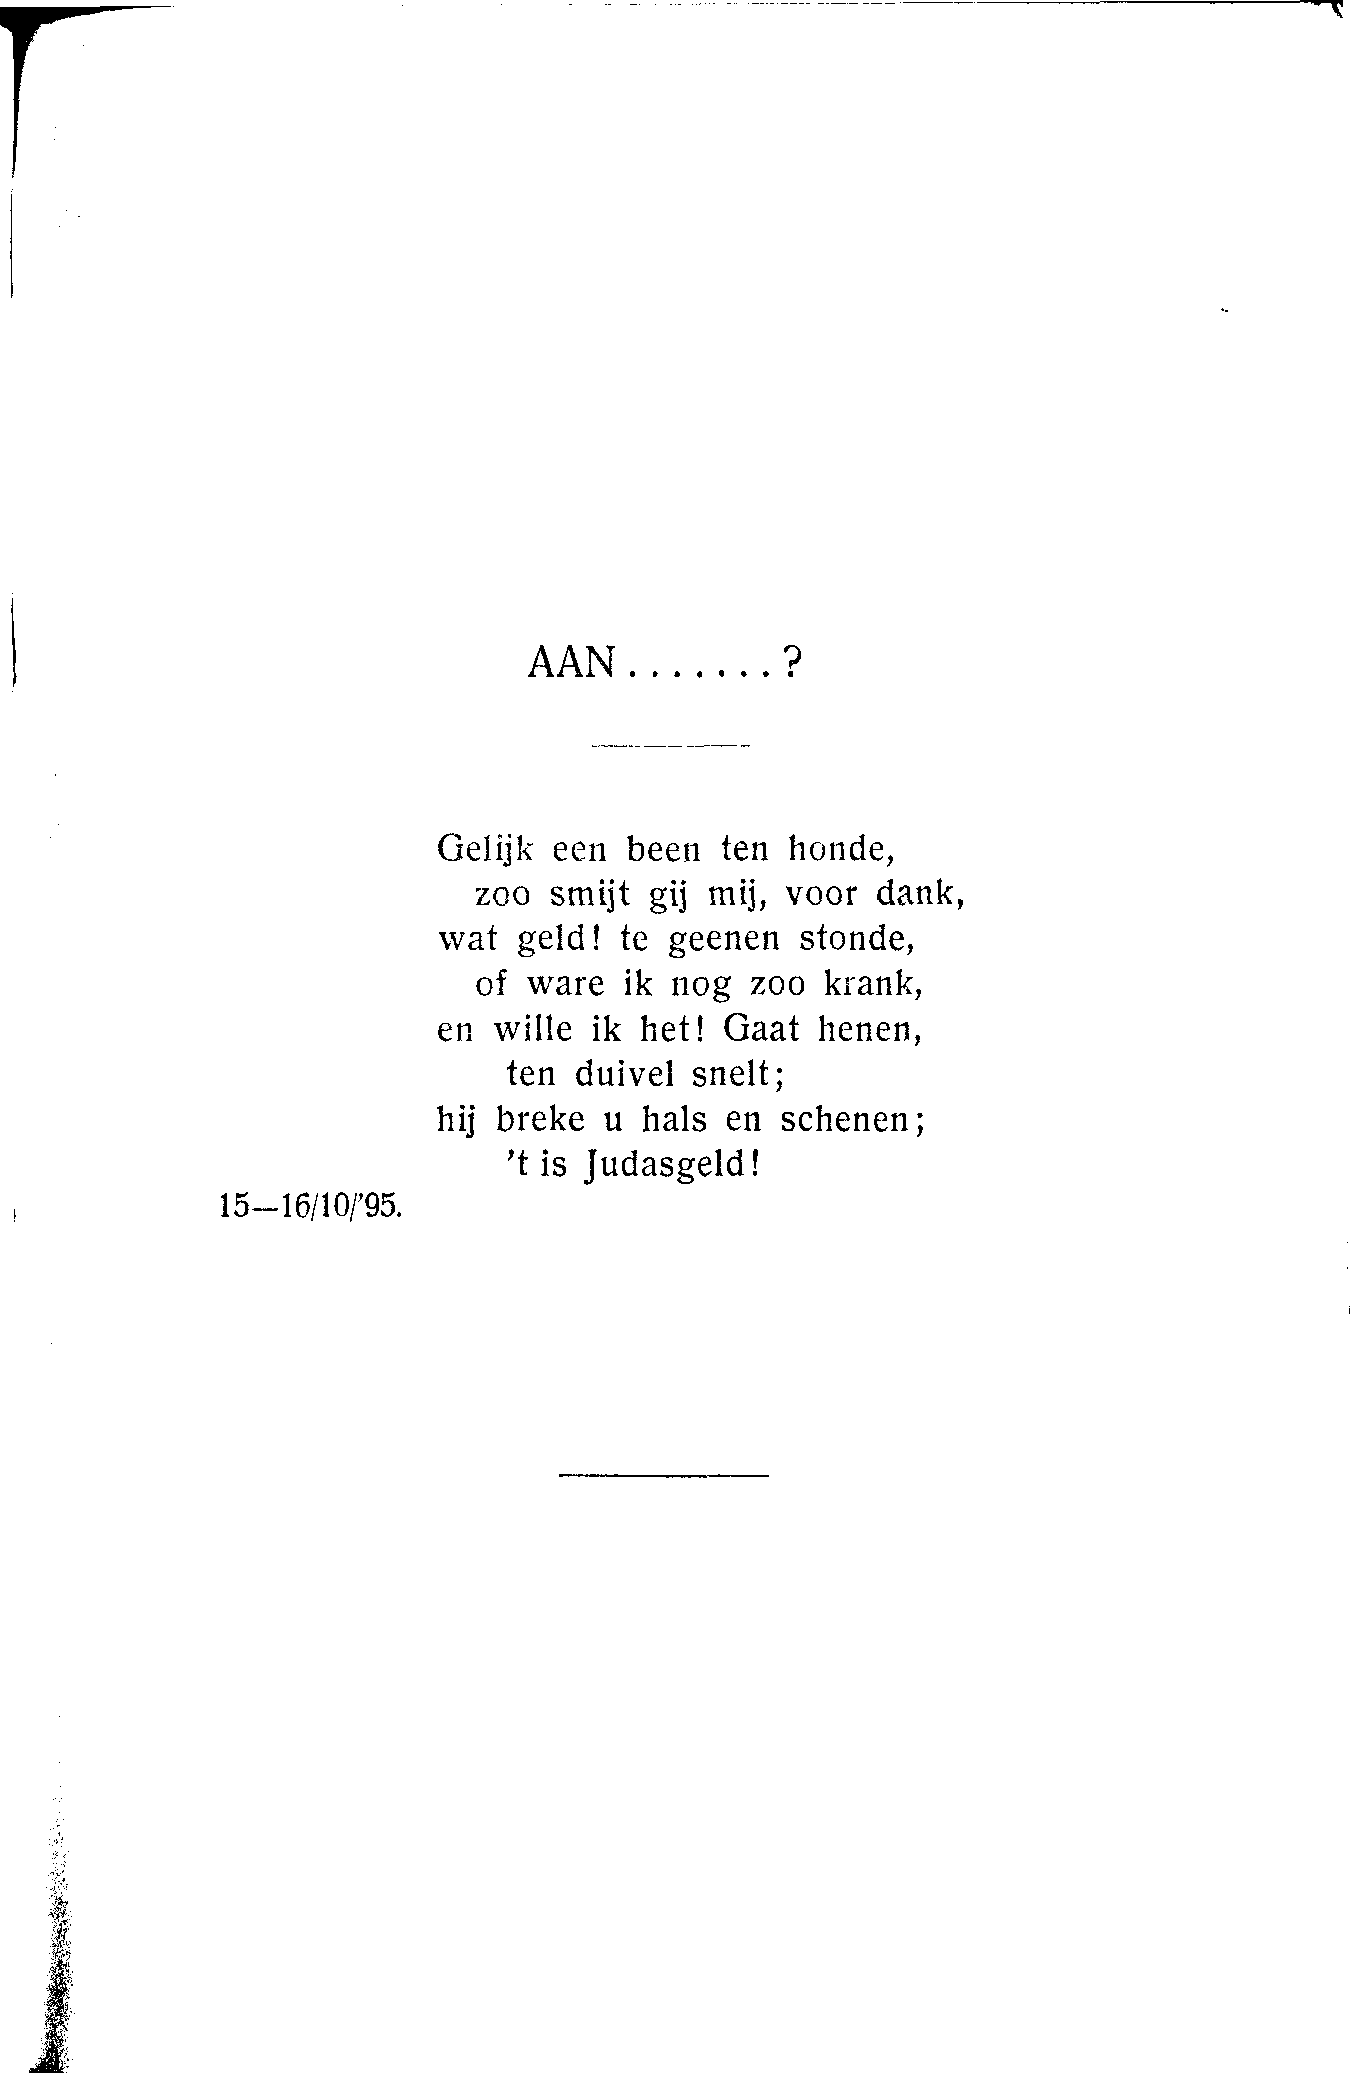 AAN.......?
Gelijk een been ten honde,
zoo smijt gij mij, voor dank,
wat geld! te geenen stonde,
of ware ik nog zoo krank,
en wille ik het! Gaat henen,
ten duivel snelt;
hij breke u hals en schenen;
't is Judasgeld!
15—16/10/'95.